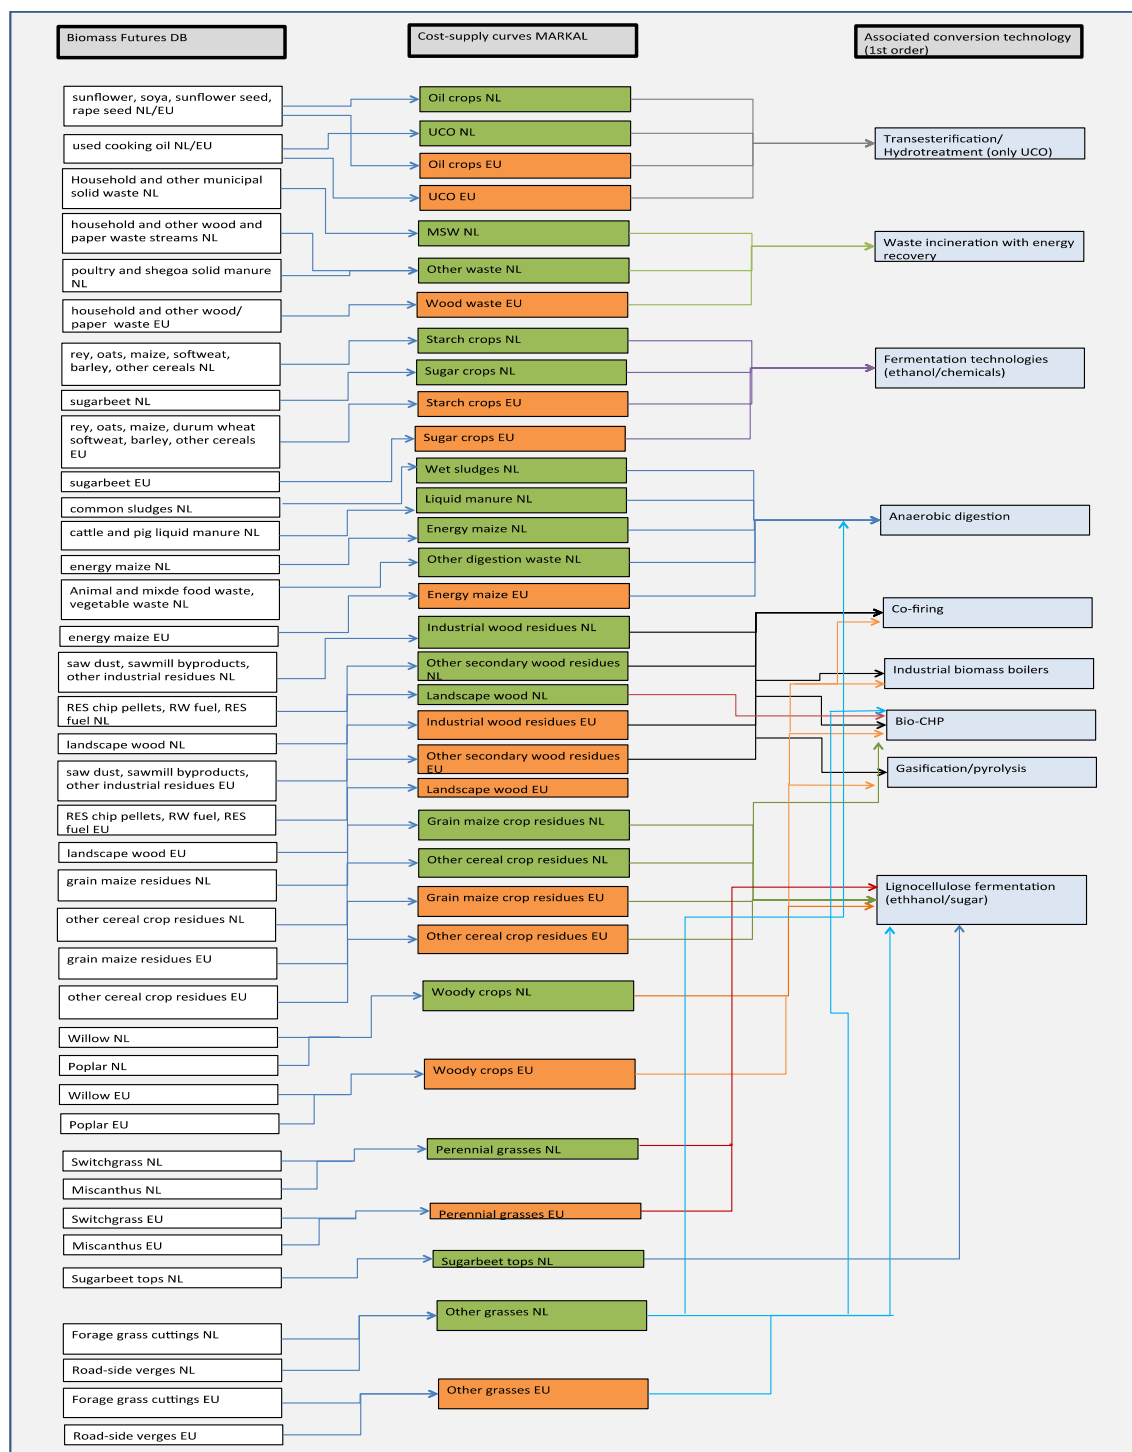 Biomass Futures DB
sunflower, soya, sunflower seed,
rape seed NL/EU
used cooking oil NL/EU
Household and other municipal
solid waste NL
household and other wood and
paper waste streams NL
poultry and shegoa solid manure
NL
household and other wood/
paper waste EU
rey, oats, maize, softweat,
barley, other cereals NL
sugarbeet NL
rey, oats, maize, durum wheat
softweat, barley, other cereals
EU
sugarbeet EU
common sludges NL
cattle and pig liquid manure NL
energy maize NL
Animal and mixde food waste,
vegetable waste NL
energy maize EU
saw dust, sawmill byproducts,
other industrial residues NL
RES chip pellets, RW fuel, RES
fuel NL
landscape wood NL
saw dust, sawmill byproducts,
other industrial residues EU
RES chip pellets, RW fuel, RES
fuel EU
landscape wood EU
grain maize residues NL
other cereal crop residues NL
grain maize residues EU
other cereal crop residues EU
Willow NL
Poplar NL
Willow EU
Poplar EU
Switchgrass NL
Miscanthus NL
Switchgrass EU
Miscanthus EU
Sugarbeet tops NL
Forage grass cuttings NL
Road-side verges NL
Forage grass cuttings EU
Road-side verges EU
Cost-supply curves MARKAL
Oil crops NL
UCO NL
Oil crops EU
UCO EU
MSW NL
Other waste NL
Wood waste EU
Starch crops NL
Sugar crops NL
Starch crops EU
Sugar crops EU
Wet sludges NL
Liquid manure NL
Energy maize NL
Other digestion waste NL
Energy maize EU
Industrial wood residues NL
Other secondary wood residues
NL
Landscape wood NL
Industrial wood residues EU
Other secondary wood residues
EU
Landscape wood EU
Grain maize crop residues NL
Other cereal crop residues NL
Grain maize crop residues EU
Other cereal crop residues EU
Woody crops NL
Woody crops EU
Perennial grasses NL
Perennial grasses EU
Sugarbeet tops NL
Other grasses NL
Other grasses EU
Associated conversion technology
(1st order)
Transesterification/
Hydrotreatment (only UCO)
Waste incineration with energy
recovery
Fermentation technologies
(ethanol/chemicals)
Anaerobic digestion
Co-firing
Industrial biomass boilers
Bio-CHP
Gasification/pyrolysis
Lignocellulose fermentation
(ethhanol/sugar)